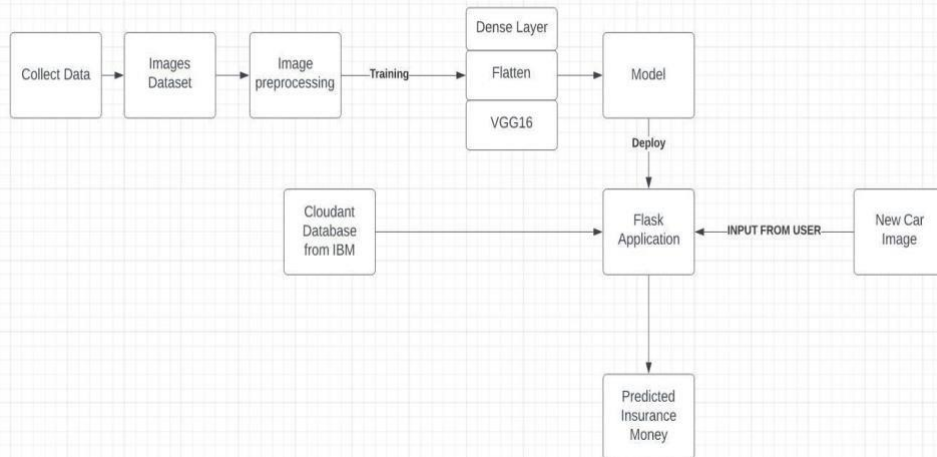 Collect Data
Images
Dataset
Image
preprocessing
Training
Dense Layer
Flatten
VGG16
Model
Deploy
Cloudant
Database
from IBM
Flask
Application
INPUT FROM USER
New Car
Image
Predicted
Insurance
Money